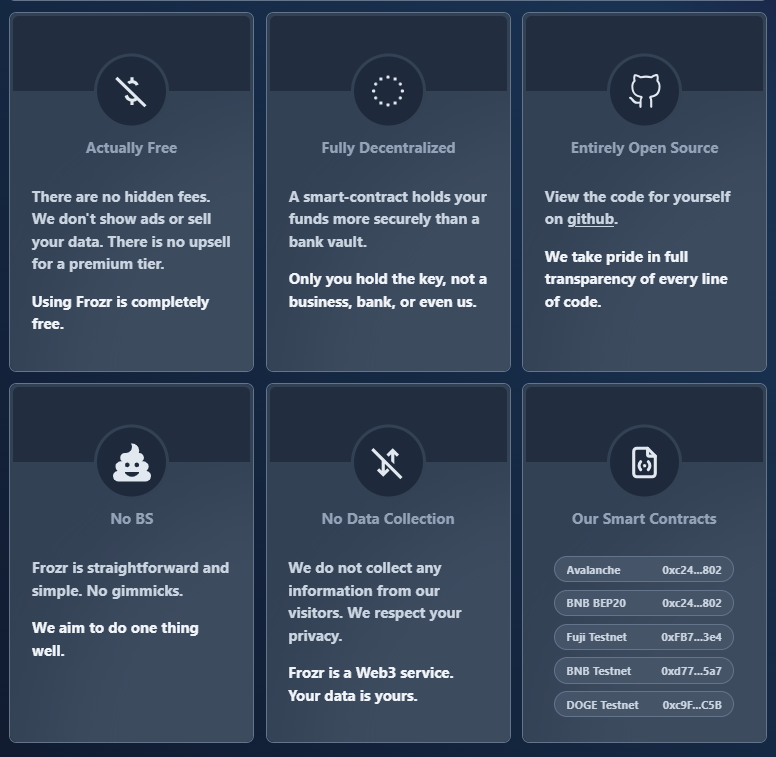 Actually Free
There are no hidden fees.
We don't show ads or sell
your data. There is no upsell
for a premium tier.
Using Frozr is completely
free.
Fully Decentralized
A smart-contract holds your
funds more securely than a
bank vault.
Only you hold the key, not a
business, bank, or even us.
Entirely Open Source
View the code for yourself
on github.
We take pride in full
transparency of every line
of code.
No BS
Frozr is straightforward and
simple. No gimmicks.
We aim to do one thing
well.
No Data Collection
We do not collect any
information from our
visitors. We respect your
privacy.
Frozr is a Web3 service.
Your data is yours.
Our Smart Contracts
Avalanche 0xc24...802
BNB BEP20 0xc24...802
Fuji Testnet 0xFB7...3e4
BNB Testnet 0xd77...5a7
DOGE Testnet 0xc9F...C5B